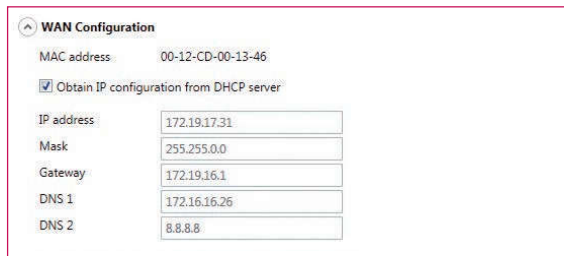 WAN Configuration
MAC address 00-12-CD-00-13-46
Obtain IP configuration from DHCP server
IP address 172.19.17.31
Mask 255.255.0.0
Gateway 172.19.16.1
DNS 1 172.16.16.26
DNS 2 8.8.8.8